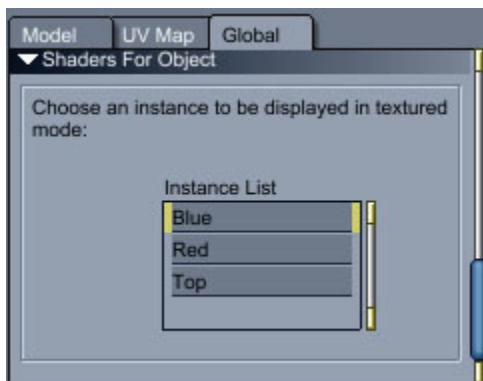 Model UV Map Global
Shaders For Object
Choose an instance to be displayed in textured
mode:
Instance List
Blue
Red
Top